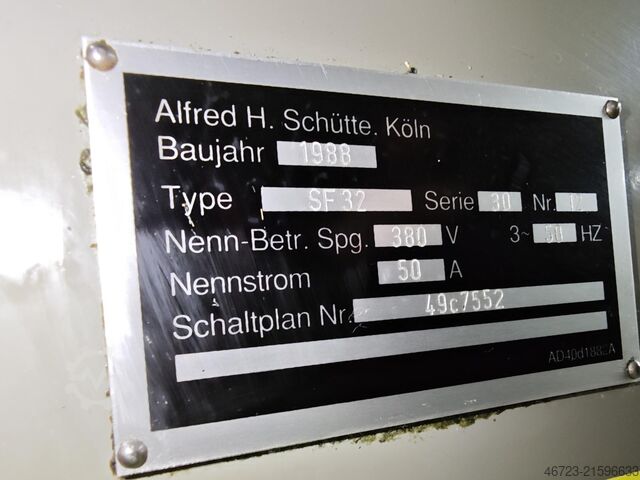 Alfred H. Schütte. Köln
Baujahr 1988
Type SF 32 Serie 30 Nr. 12
Nenn-Betr. Spg. 380 V 3~ 50 HZ
Nennstrom 50 A
Schaltplan Nr. 49c7552
46723-21596633